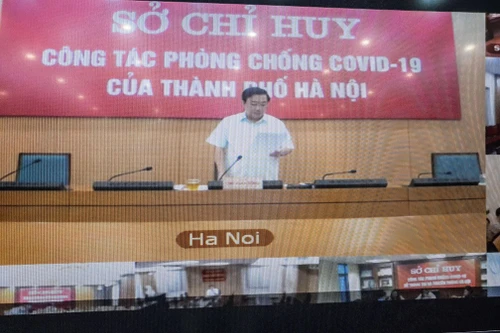 SỞ CHỈ HUY
CÔNG TÁC PHÒNG CHỐNG COVID-19
CỦA THÀNH PHỐ HÀ NỘI
Ha Noi
SỞ CHỈ HUY